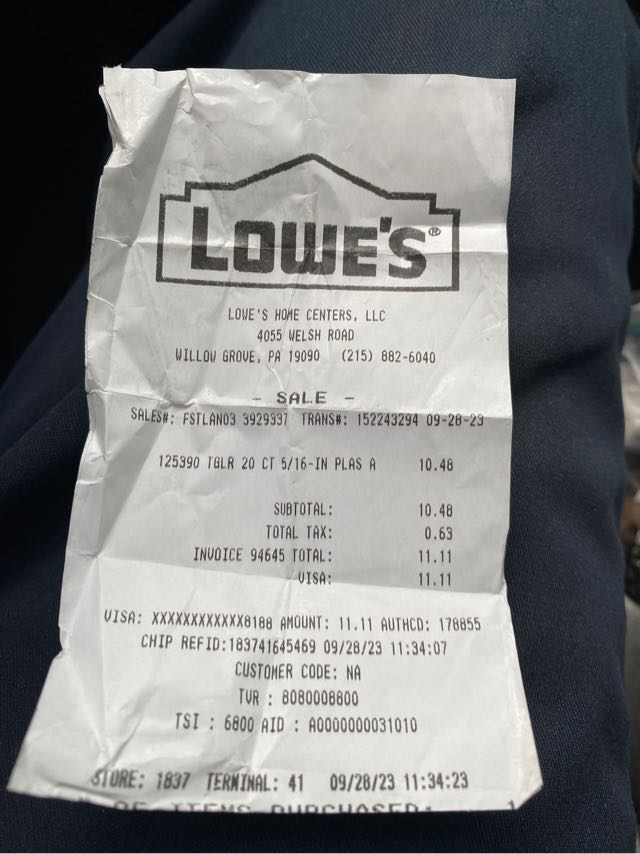 LOWE'S®
LOWE'S HOME CENTERS, LLC
4055 WELSH ROAD
WILLOW GROVE, PA 19090 (215) 882-6040
- SALE -
SALES#: FSTLAN03 3929337 TRANS#: 152243294 09-28-23
125390 TGLR 20 CT 5/16-IN PLAS A 10.48
SUBTOTAL: 10.48
TOTAL TAX: 0.63
INVOICE 94645 TOTAL: 11.11
VISA: 11.11
VISA: XXXXXXXXXXXX8188 AMOUNT: 11.11 AUTHCD: 178855
CHIP REFID:183741645469 09/28/23 11:34:07
CUSTOMER CODE: NA
TVR : 8080008800
TSI : 6800 AID : A0000000031010
STORE: 1837 TERMINAL: 41 09/28/23 11:34:23
# OF ITEMS PURCHASED: 1